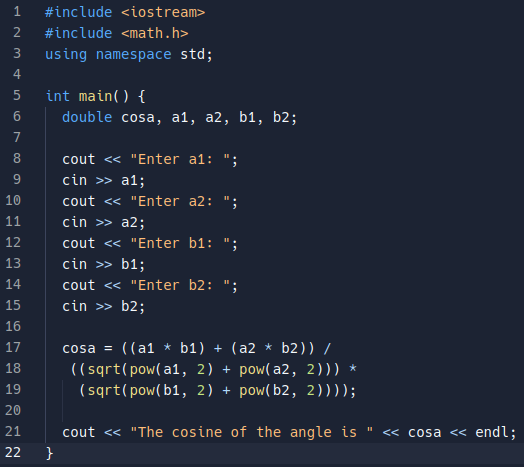 1 #include <iostream>
2 #include <math.h>
3 using namespace std;
4
5 int main() {
6   double cosa, a1, a2, b1, b2;
7
8   cout << "Enter a1: ";
9   cin >> a1;
10   cout << "Enter a2: ";
11   cin >> a2;
12   cout << "Enter b1: ";
13   cin >> b1;
14   cout << "Enter b2: ";
15   cin >> b2;
16
17   cosa = ((a1 * b1) + (a2 * b2)) /
18    ((sqrt(pow(a1, 2) + pow(a2, 2))) *
19     (sqrt(pow(b1, 2) + pow(b2, 2))));
20
21   cout << "The cosine of the angle is " << cosa << endl;
22 }